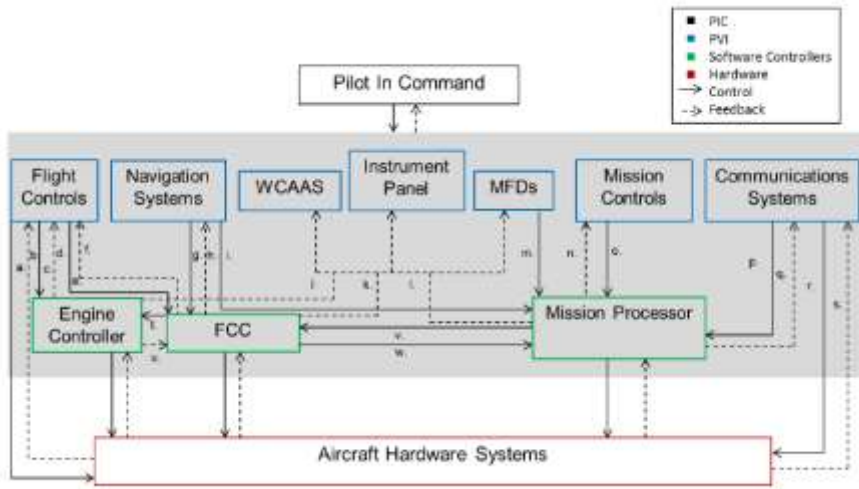 PIC
PVI
Software Controllers
Hardware
Control
Feedback
Pilot In Command
Flight
Controls
Navigation
Systems
WCAAS
Instrument
Panel
MFDs
Mission
Controls
Communications
Systems
a.
b.
c.
d.
f.
g.
i.
m.
n.
o.
p.
q.
r.
s.
j.
k.
Engine
Controller
t.
FCC
Mission Processor
u.
v.
w.
Aircraft Hardware Systems